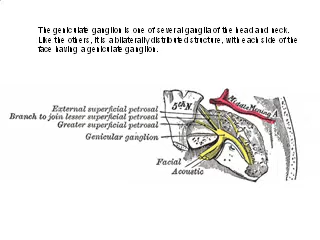 The geniculate ganglion is one of several ganglia of the head and neck.
Like the others, it is a bilaterally distributed structure, with each side of the
face having a geniculate ganglion.
5th N.
Middle Mening. A.
External superficial petrosal
Branch to join lesser superficial petrosal
Greater superficial petrosal
Genicular ganglion
Facial
Acoustic